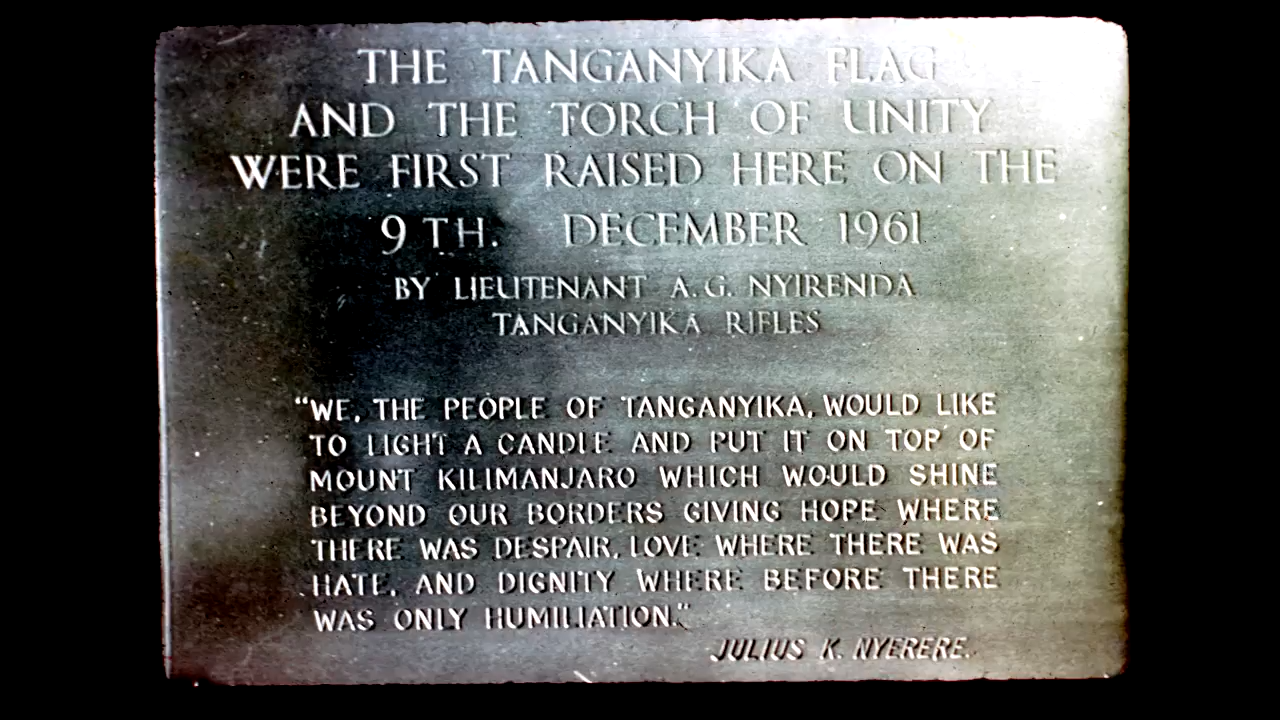 THE TANGANYIKA FLAG
AND THE TORCH OF UNITY
WERE FIRST RAISED HERE ON THE
9TH. DECEMBER 1961
BY LIEUTENANT A.G. NYIRENDA
TANGANYIKA RIFLES
"WE, THE PEOPLE OF TANGANYIKA, WOULD LIKE
TO LIGHT A CANDLE AND PUT IT ON TOP OF
MOUNT KILIMANJARO WHICH WOULD SHINE
BEYOND OUR BORDERS GIVING HOPE WHERE
THERE WAS DESPAIR, LOVE WHERE THERE WAS
HATE, AND DIGNITY WHERE BEFORE THERE
WAS ONLY HUMILIATION."
JULIUS K. NYERERE.